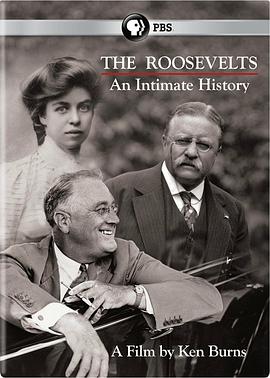 PBS
THE ROOSEVELTS
An Intimate History
A Film by Ken Burns